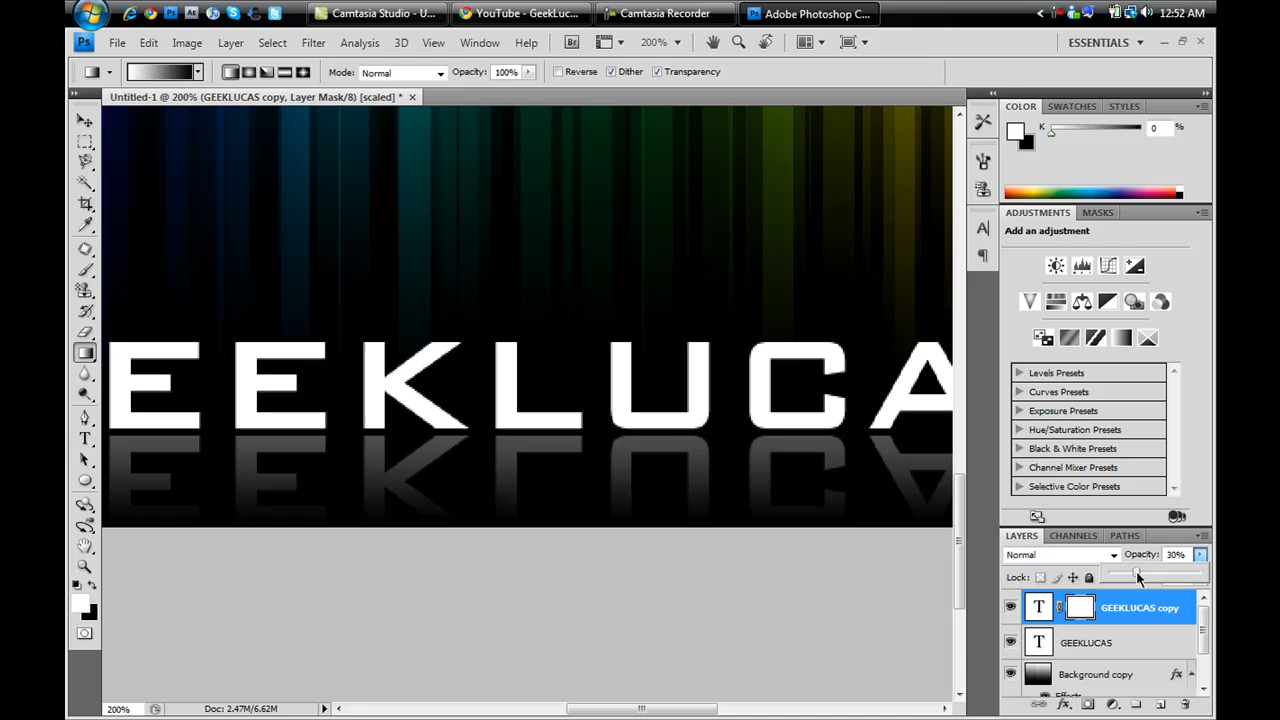 Camtasia Studio - U...
YouTube - GeekLuc...
Camtasia Recorder
Adobe Photoshop C...
12:52 AM
Ps
File Edit Image Layer Select Filter Analysis 3D View Window Help
Br
200%
ESSENTIALS
Mode: Normal
Opacity: 100%
Reverse
Dither
Transparency
Untitled-1 @ 200% (GEEKLUCAS copy, Layer Mask/8) [scaled] *
COLOR SWATCHES STYLES
K 0 %
ADJUSTMENTS MASKS
Add an adjustment
EEKLUCA
Levels Presets
Curves Presets
Exposure Presets
Hue/Saturation Presets
Black & White Presets
Channel Mixer Presets
Selective Color Presets
LAYERS CHANNELS PATHS
Normal
Opacity: 30%
Lock:
T GEEKLUCAS copy
T GEEKLUCAS
Background copy fx
Effects
200%
Doc: 2.47M/6.62M